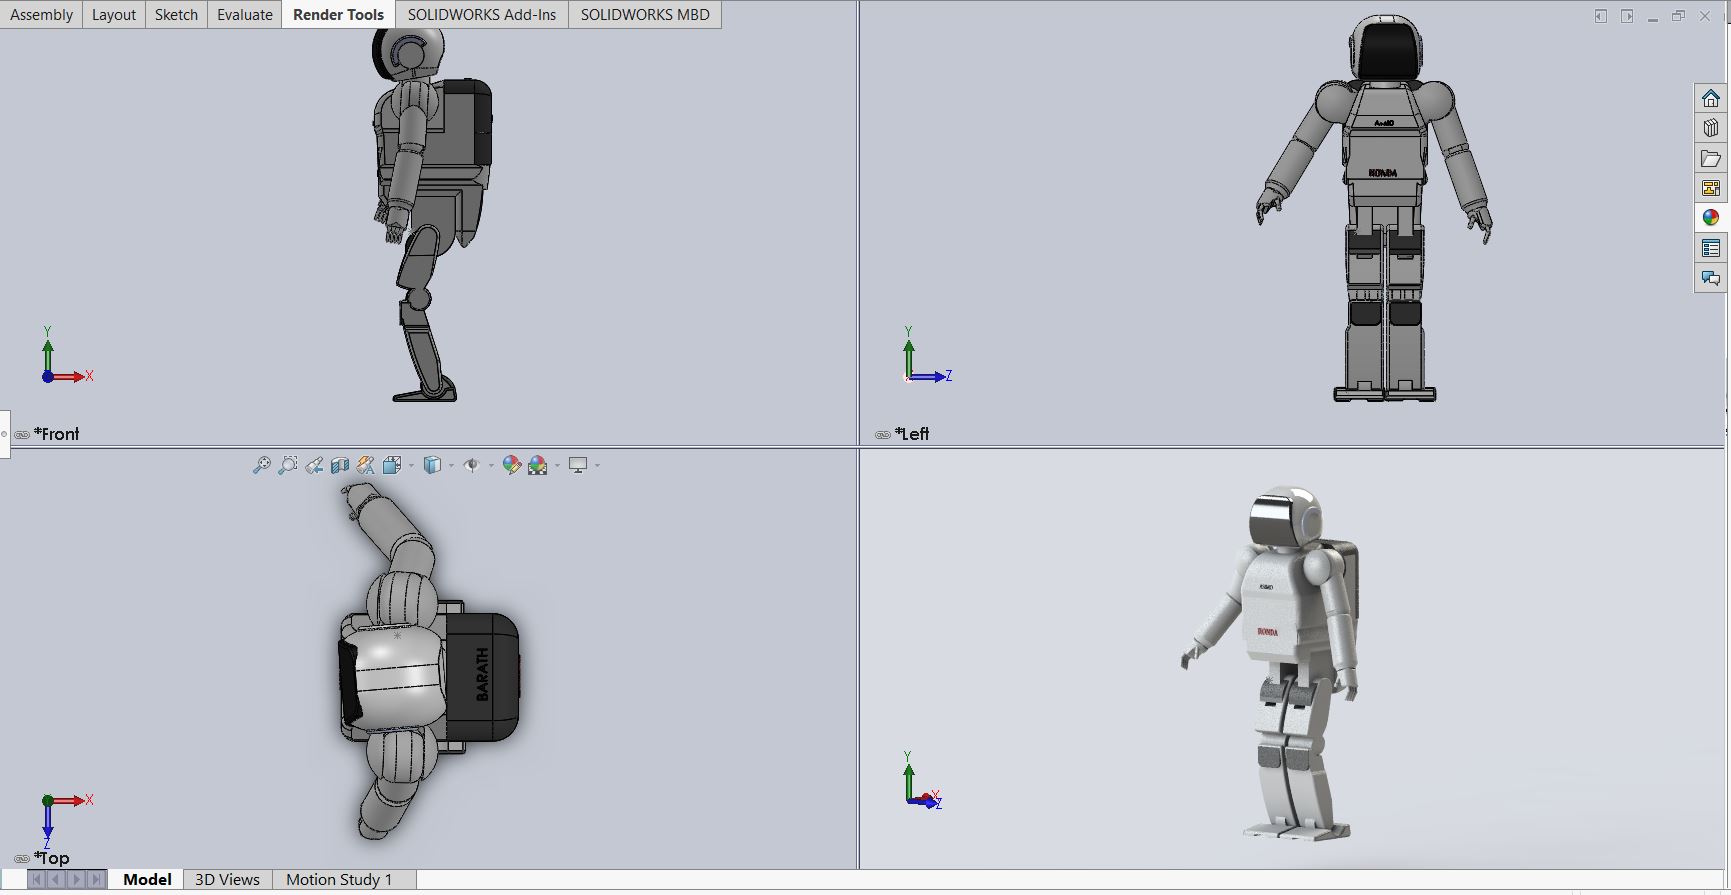 Assembly Layout Sketch Evaluate Render Tools SOLIDWORKS Add-Ins SOLIDWORKS MBD
HONDA
Y
X
*Front
Y
Z
*Left
BARATH
X
Z
*Top
ASIMO
HONDA
Y
X
Z
Model 3D Views Motion Study 1